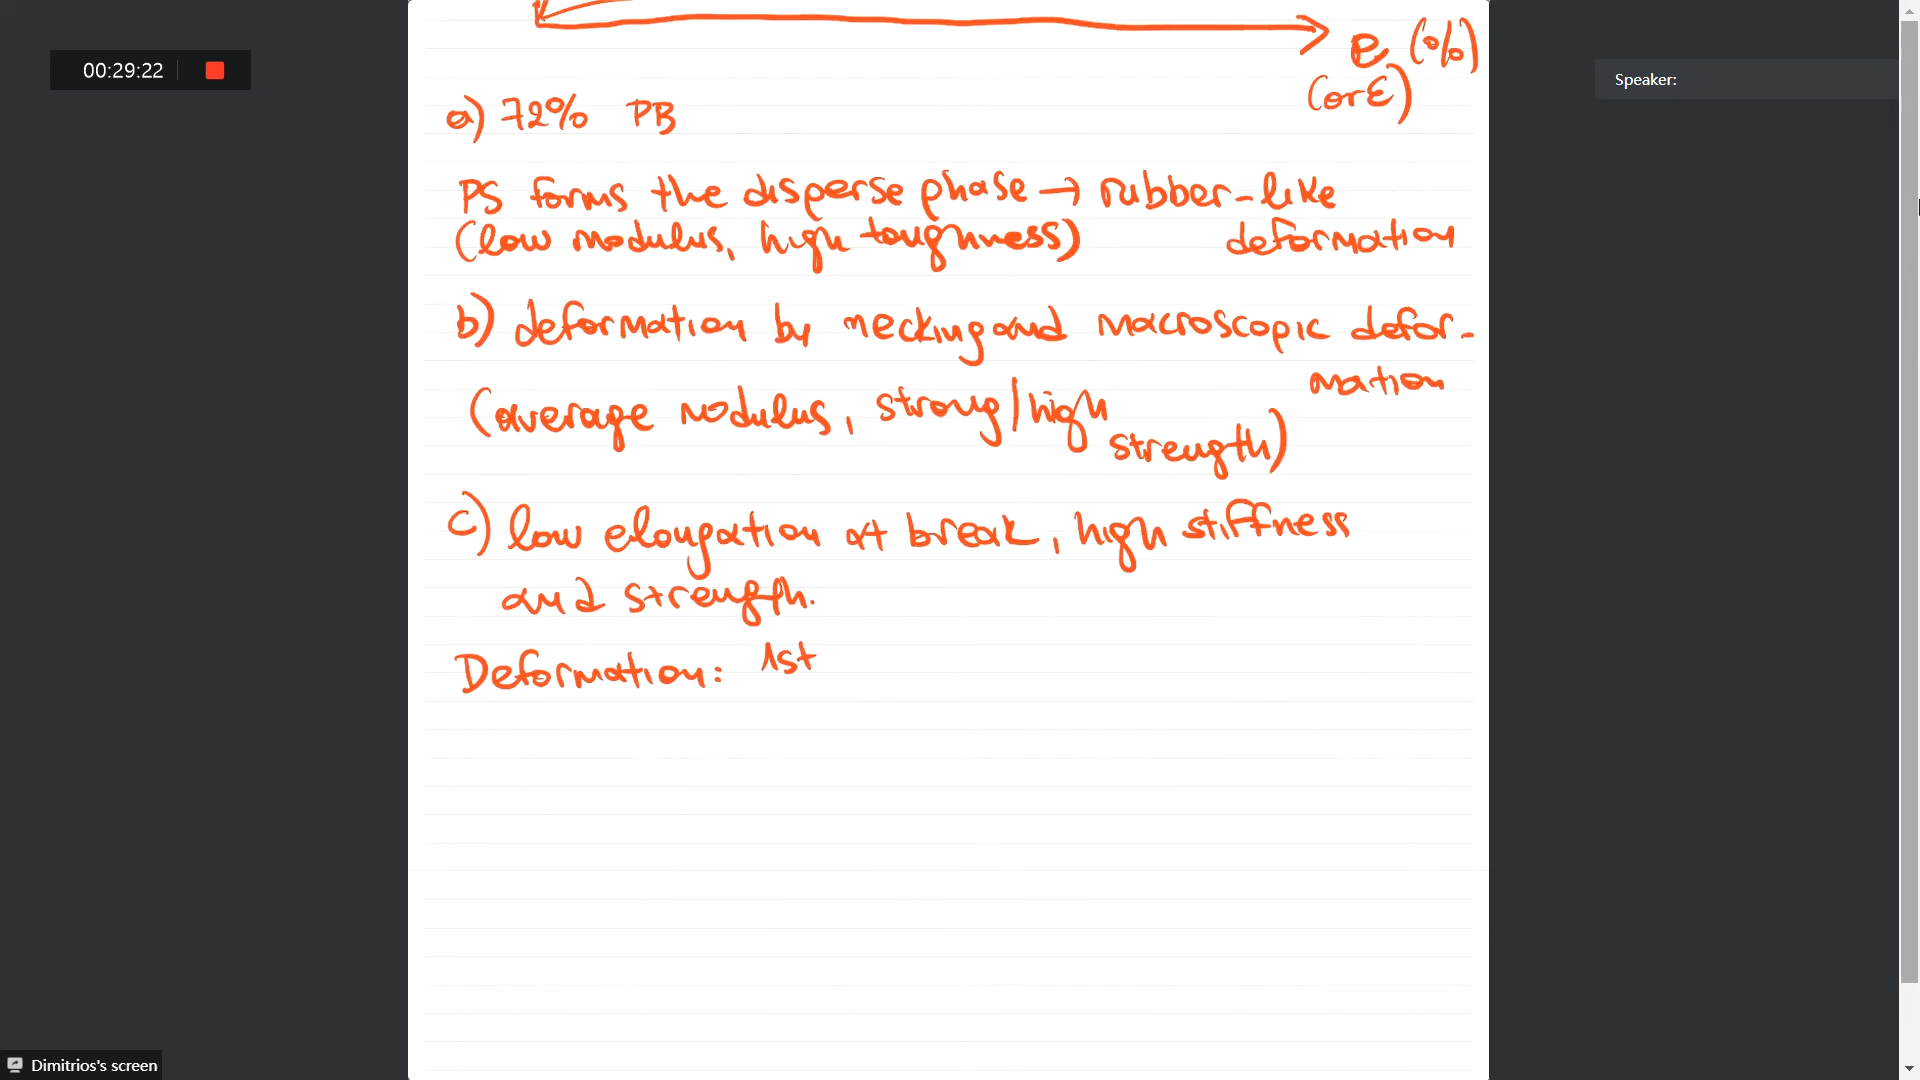 e (%)
(or ε)
00:29:22
Speaker:
a) 72% PB
PS forms the disperse phase → rubber-like
(low modulus, high toughness) deformation
b) deformation by necking and macroscopic defor-
mation
(average modulus, strong/high
strength)
c) low elongation at break, high stiffness
and strength.
Deformation: 1st
Dimitrios's screen